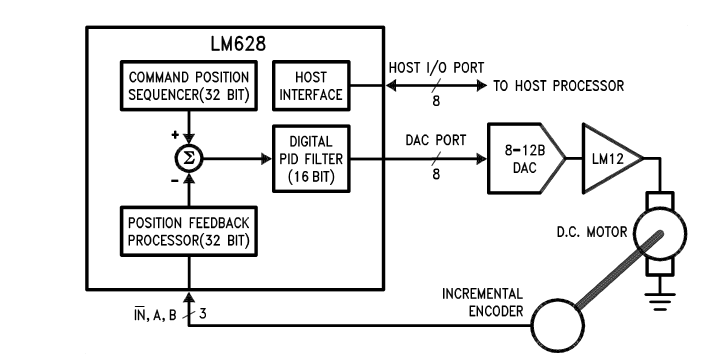 LM628
COMMAND POSITION
SEQUENCER(32 BIT)
HOST
INTERFACE
HOST I/O PORT
8
TO HOST PROCESSOR
+
Σ
−
DIGITAL
PID FILTER
(16 BIT)
DAC PORT
8
8-12B
DAC
LM12
POSITION FEEDBACK
PROCESSOR(32 BIT)
D.C. MOTOR
INCREMENTAL
ENCODER
I̅N̅, A, B
3